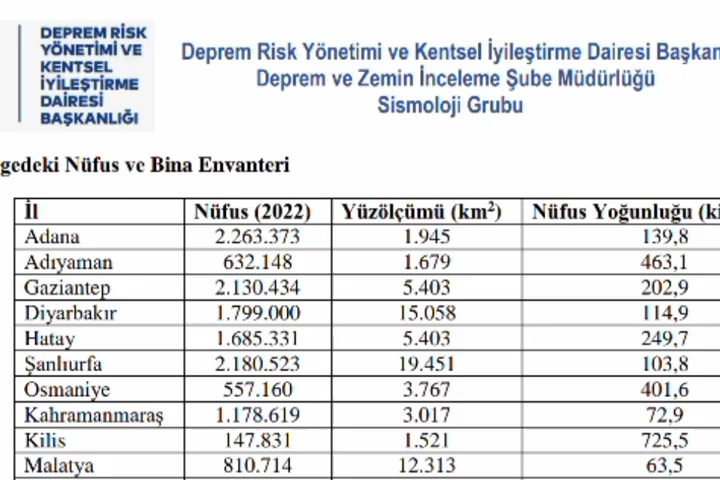 DEPREM RİSK
YÖNETİMİ VE
KENTSEL
İYİLEŞTİRME
DAİRESİ
BAŞKANLIĞI
Deprem Risk Yönetimi ve Kentsel İyileştirme Dairesi Başkan
Deprem ve Zemin İnceleme Şube Müdürlüğü
Sismoloji Grubu
gedeki Nüfus ve Bina Envanteri
İl Nüfus (2022) Yüzölçümü (km²) Nüfus Yoğunluğu (ki
Adana 2.263.373 1.945 139,8
Adıyaman 632.148 1.679 463,1
Gaziantep 2.130.434 5.403 202,9
Diyarbakır 1.799.000 15.058 114,9
Hatay 1.685.331 5.403 249,7
Şanlıurfa 2.180.523 19.451 103,8
Osmaniye 557.160 3.767 401,6
Kahramanmaraş 1.178.619 3.017 72,9
Kilis 147.831 1.521 725,5
Malatya 810.714 12.313 63,5